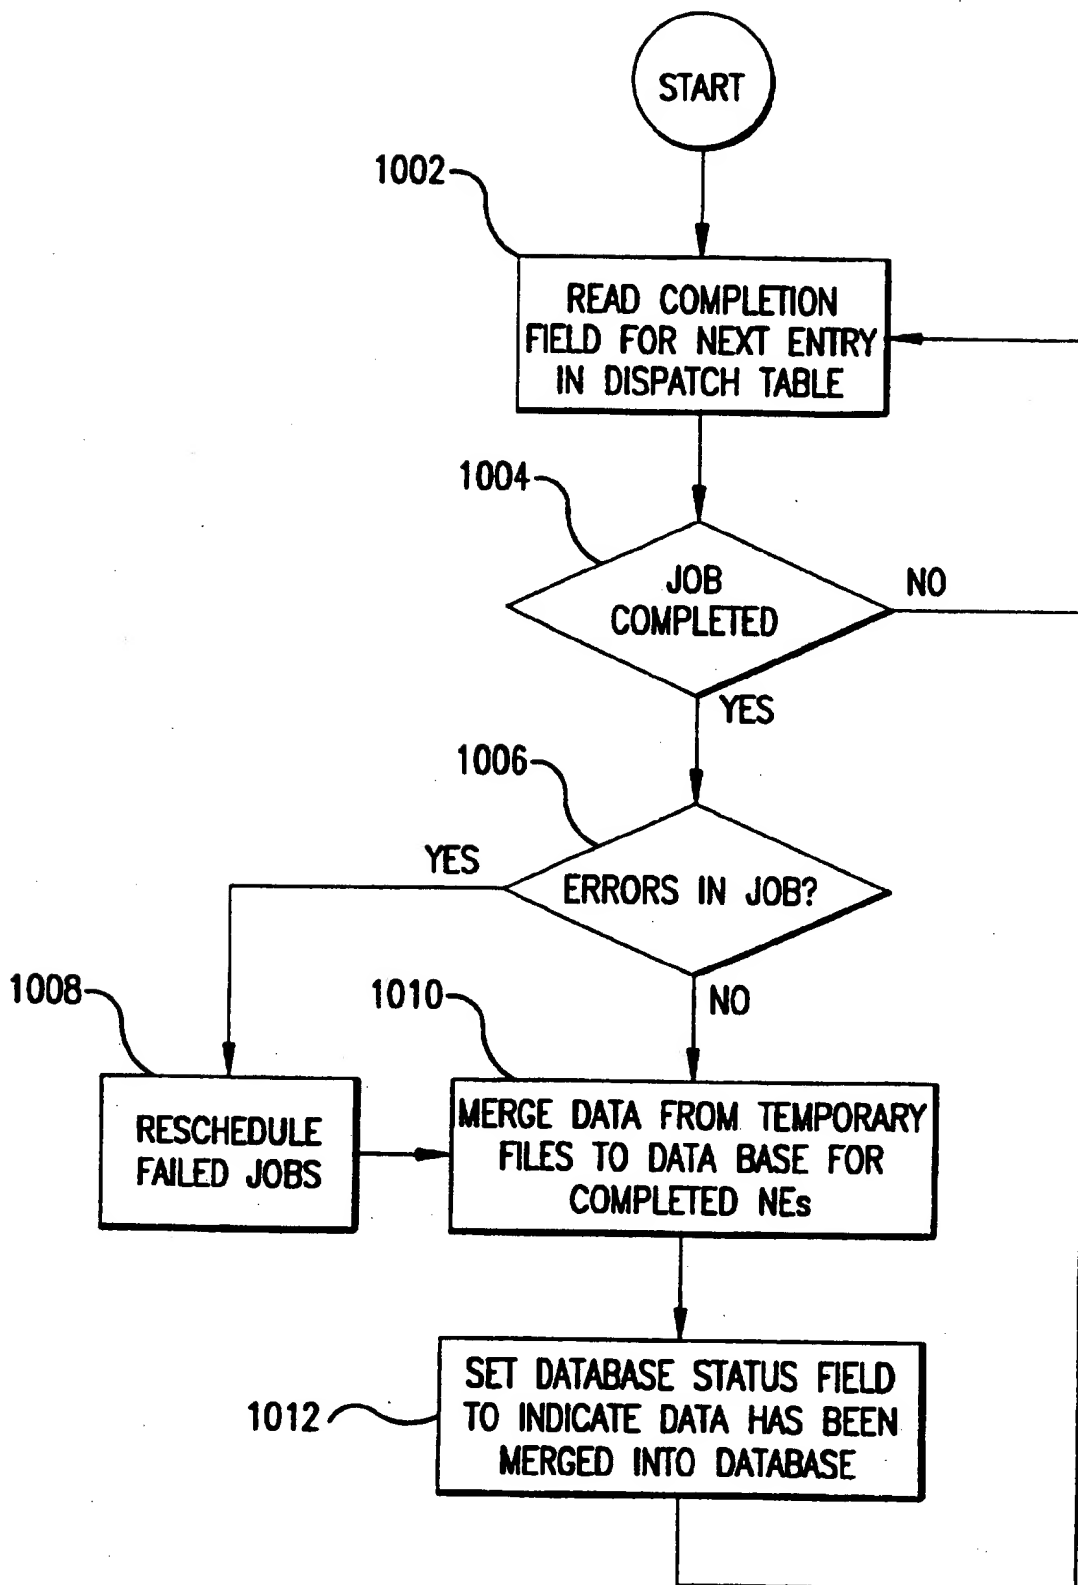 START
1002
READ COMPLETION
FIELD FOR NEXT ENTRY
IN DISPATCH TABLE
1004
JOB
COMPLETED
NO
YES
1006
YES
ERRORS IN JOB?
1008
1010
NO
RESCHEDULE
FAILED JOBS
MERGE DATA FROM TEMPORARY
FILES TO DATA BASE FOR
COMPLETED NEs
1012
SET DATABASE STATUS FIELD
TO INDICATE DATA HAS BEEN
MERGED INTO DATABASE